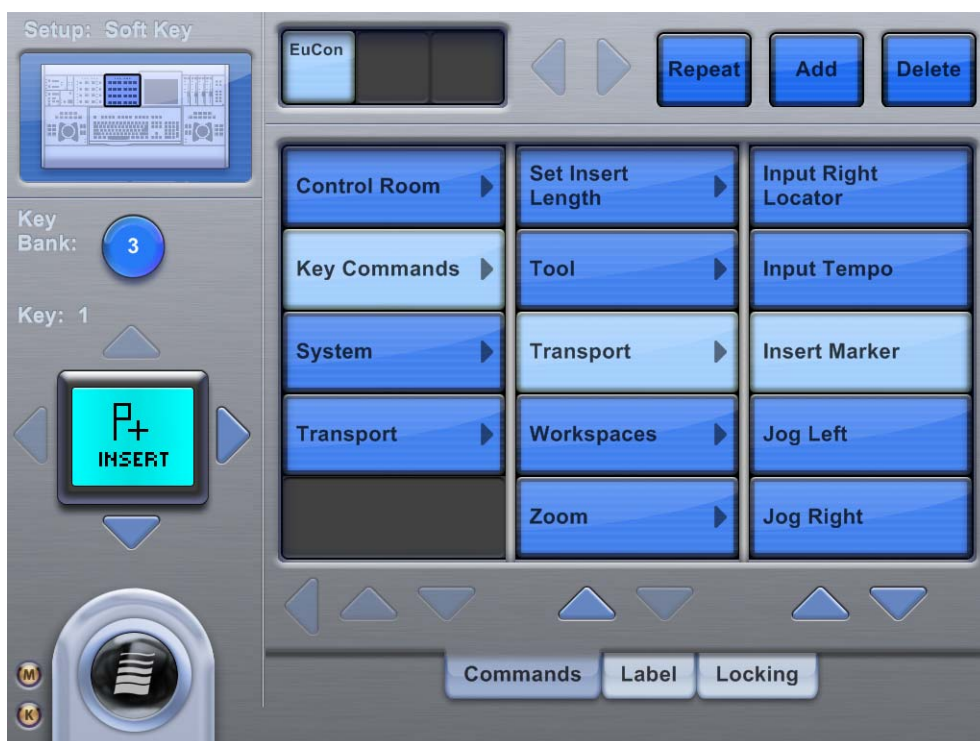 Setup: Soft Key
EuCon
Repeat
Add
Delete
Key
Bank:
3
Key: 1
P+
INSERT
M
K
Control Room
Key Commands
System
Transport
Set Insert
Length
Tool
Transport
Workspaces
Zoom
Input Right
Locator
Input Tempo
Insert Marker
Jog Left
Jog Right
Commands
Label
Locking